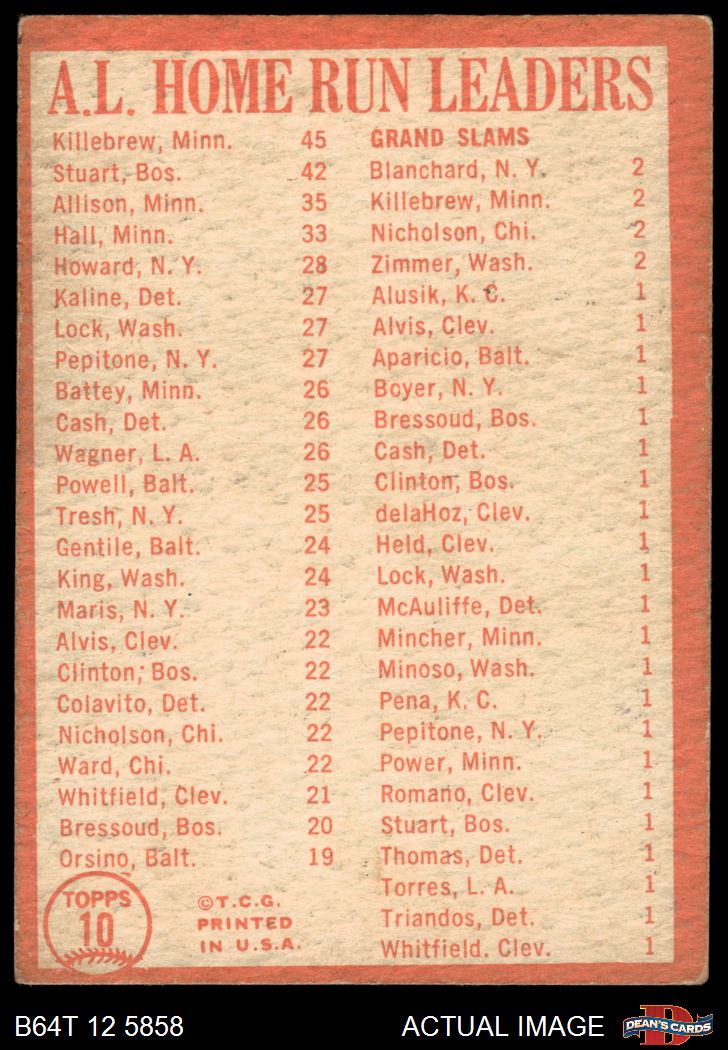 A.L. HOME RUN LEADERS
Killebrew, Minn. 45
Stuart, Bos. 42
Allison, Minn. 35
Hall, Minn. 33
Howard, N. Y. 28
Kaline, Det. 27
Lock, Wash. 27
Pepitone, N. Y. 27
Battey, Minn. 26
Cash, Det. 26
Wagner, L. A. 26
Powell, Balt. 25
Tresh, N. Y. 25
Gentile, Balt. 24
King, Wash. 24
Maris, N. Y. 23
Alvis, Clev. 22
Clinton, Bos. 22
Colavito, Det. 22
Nicholson, Chi. 22
Ward, Chi. 22
Whitfield, Clev. 21
Bressoud, Bos. 20
Orsino, Balt. 19
GRAND SLAMS
Blanchard, N. Y. 2
Killebrew, Minn. 2
Nicholson, Chi. 2
Zimmer, Wash. 2
Alusik, K. C. 1
Alvis, Clev. 1
Aparicio, Balt. 1
Boyer, N. Y. 1
Bressoud, Bos. 1
Cash, Det. 1
Clinton, Bos. 1
delaHoz, Clev. 1
Held, Clev. 1
Lock, Wash. 1
McAuliffe, Det. 1
Mincher, Minn. 1
Minoso, Wash. 1
Pena, K. C. 1
Pepitone, N. Y. 1
Power, Minn. 1
Romano, Clev. 1
Stuart, Bos. 1
Thomas, Det. 1
Torres, L. A. 1
Triandos, Det. 1
Whitfield. Clev. 1
TOPPS
10
©T.C.G.
PRINTED
IN U.S.A.
B64T 12 5858
ACTUAL IMAGE
D
DEAN'S CARDS